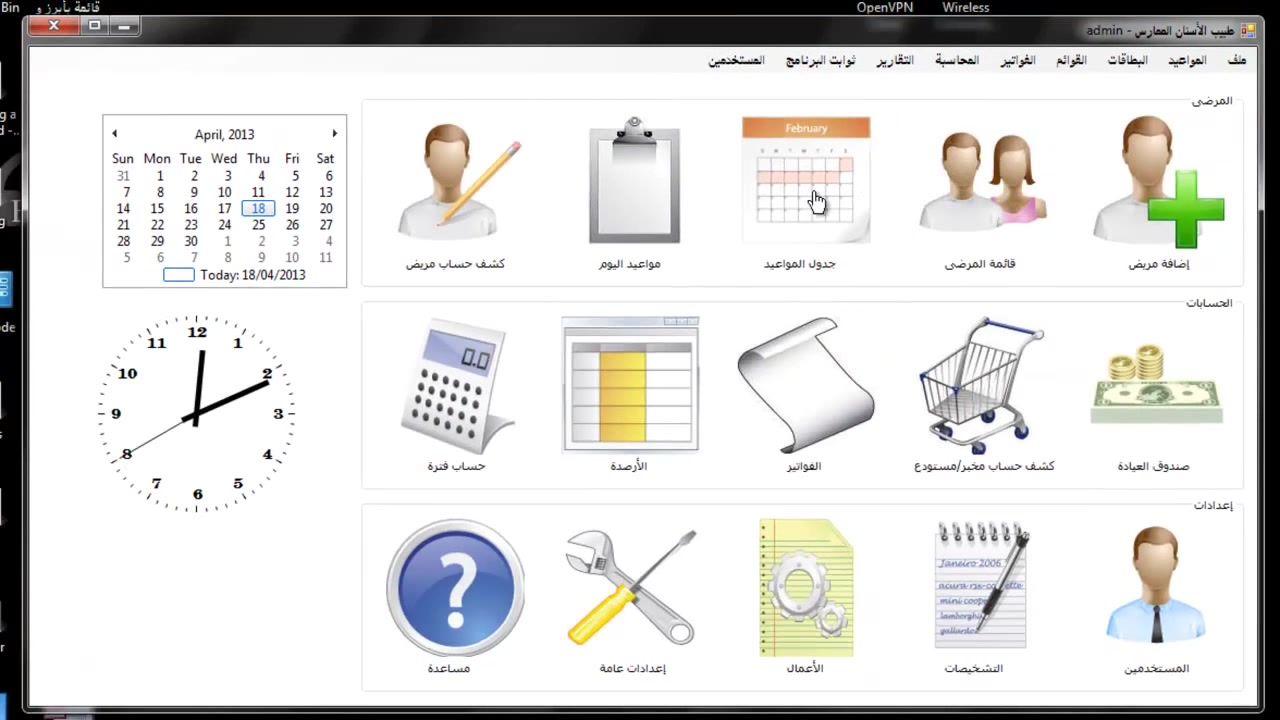 Bin
قائمة بأبرز و
OpenVPN
Wireless
طبيب الأسنان الممارس - admin
ملف المواعيد البطاقات القوائم الفواتير المحاسبة التقارير ثوابت البرنامج المستخدمين
المرضى
إضافة مريض
قائمة المرضى
February
جدول المواعيد
مواعيد اليوم
كشف حساب مريض
April, 2013
Sun Mon Tue Wed Thu Fri Sat
31 1 2 3 4 5 6
7 8 9 10 11 12 13
14 15 16 17 18 19 20
21 22 23 24 25 26 27
28 29 30 1 2 3 4
5 6 7 8 9 10 11
Today: 18/04/2013
الحسابات
صندوق العيادة
كشف حساب مخبر/مستودع
الفواتير
الأرصدة
0.0
حساب فترة
12 1 2 3 4 5 6 7 8 9 10 11
إعدادات
المستخدمين
Janeiro 2006
mini coope
lamborghi
gallardo
التشخيصات
الأعمال
إعدادات عامة
?
مساعدة